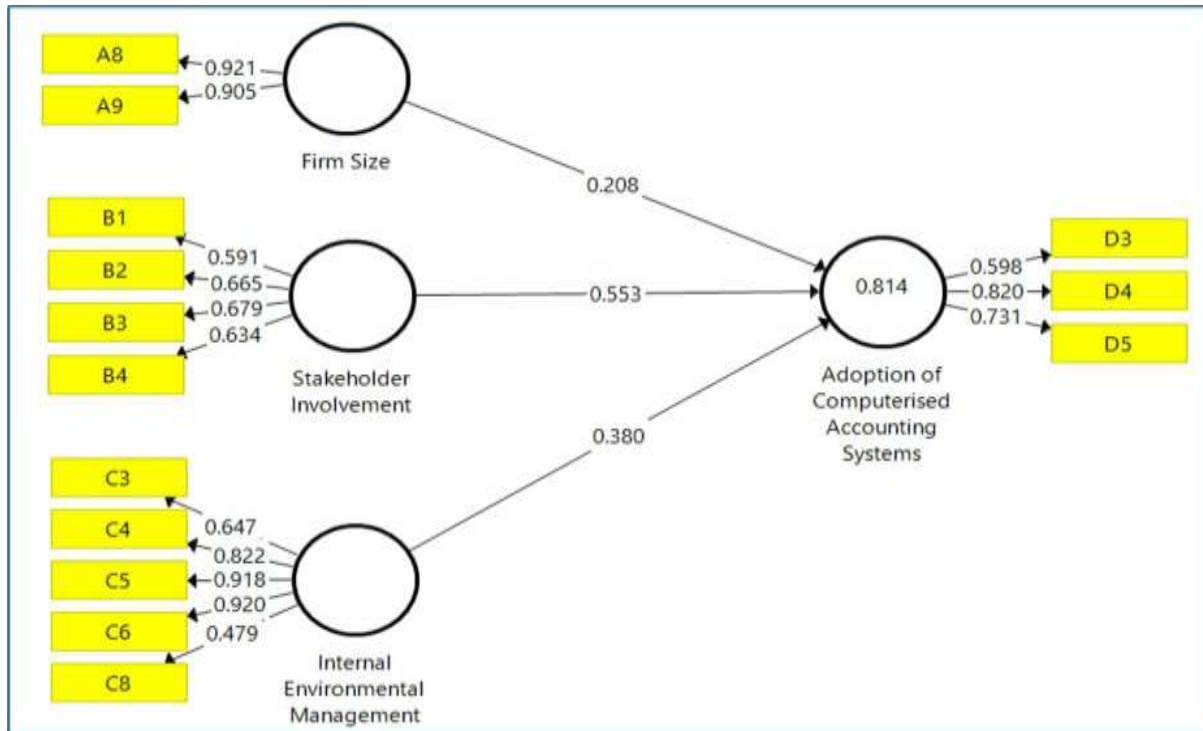 A8
0.921
A9
0.905
Firm Size
0.208
B1
0.591
B2
0.665
B3
0.679
B4
0.634
Stakeholder
Involvement
0.553
C3
0.647
C4
0.822
C5
0.918
C6
0.920
C8
0.479
Internal
Environmental
Management
0.380
0.814
Adoption of
Computerised
Accounting
Systems
0.598
D3
0.820
D4
0.731
D5